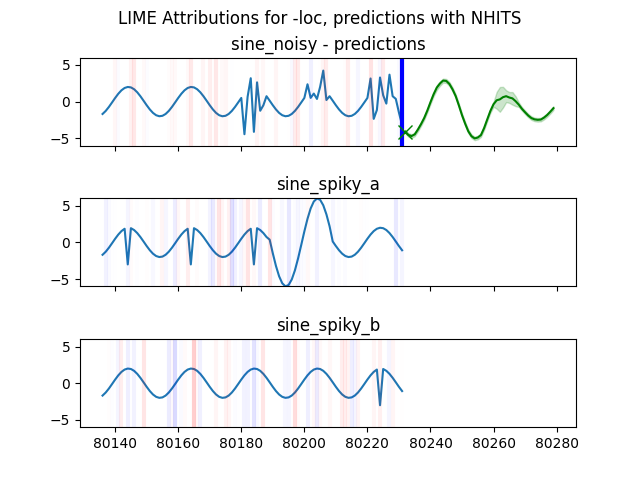 LIME Attributions for -loc, predictions with NHITS
sine_noisy - predictions
5
0
−5
sine_spiky_a
5
0
−5
sine_spiky_b
5
0
−5
80140 80160 80180 80200 80220 80240 80260 80280